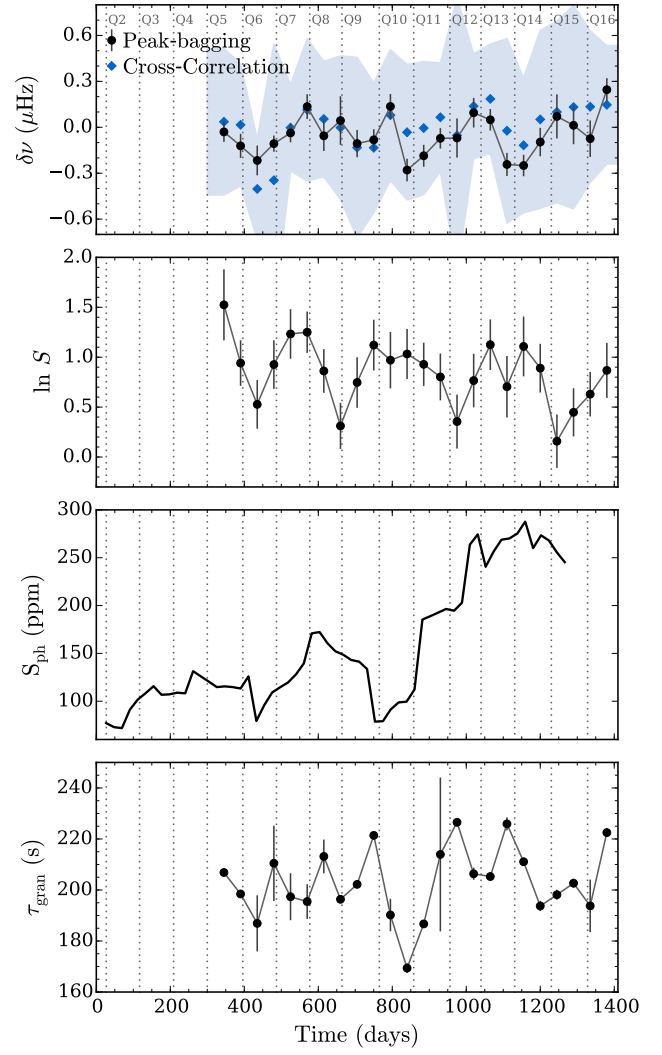 Q2 Q3 Q4 Q5 Q6 Q7 Q8 Q9 Q10 Q11 Q12 Q13 Q14 Q15 Q16
Peak-bagging
Cross-Correlation
0.6
0.3
0.0
−0.3
−0.6
δν (μHz)
2.0
1.5
1.0
0.5
0.0
ln S
300
250
200
150
100
S_ph (ppm)
240
220
200
180
160
τ_gran (s)
0 200 400 600 800 1000 1200 1400
Time (days)